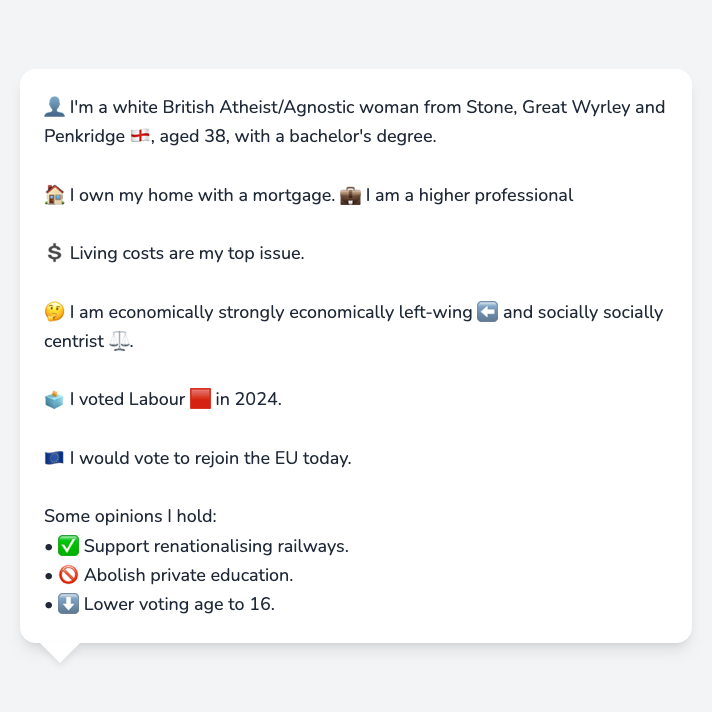 👤 I'm a white British Atheist/Agnostic woman from Stone, Great Wyrley and
Penkridge 🏴󠁧󠁢󠁥󠁮󠁧󠁿, aged 38, with a bachelor's degree.
🏠 I own my home with a mortgage. 💼 I am a higher professional
💲 Living costs are my top issue.
🤔 I am economically strongly economically left-wing ⬅️ and socially socially
centrist ⚖️.
🗳️ I voted Labour 🟥 in 2024.
🇪🇺 I would vote to rejoin the EU today.
Some opinions I hold:
• ✅ Support renationalising railways.
• 🚫 Abolish private education.
• ⬇️ Lower voting age to 16.